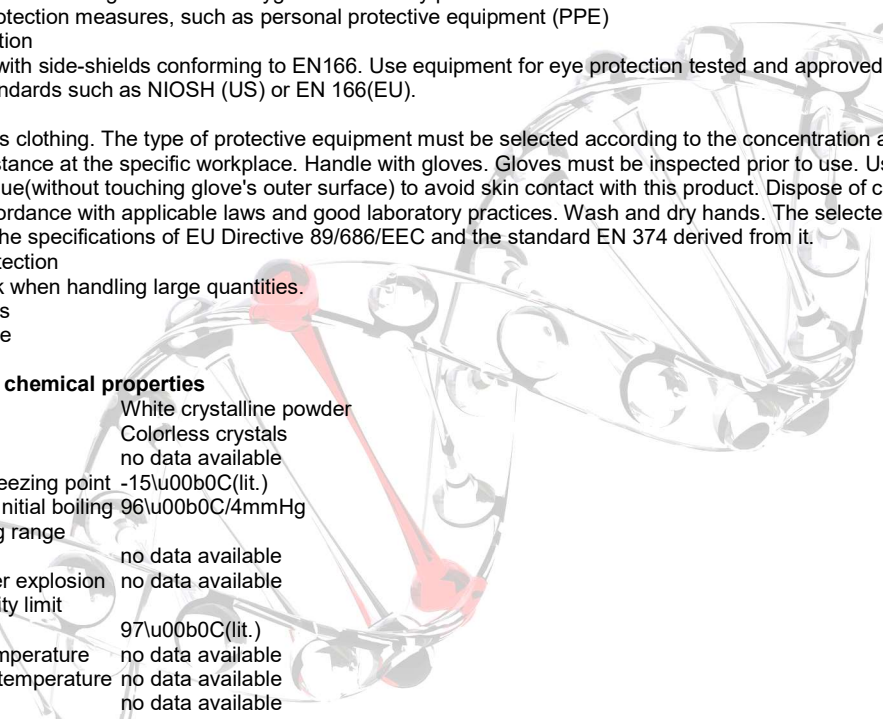 otection measures, such as personal protective equipment (PPE)
tion
with side-shields conforming to EN166. Use equipment for eye protection tested and approved
ndards such as NIOSH (US) or EN 166(EU).
s clothing. The type of protective equipment must be selected according to the concentration a
stance at the specific workplace. Handle with gloves. Gloves must be inspected prior to use. Us
ue(without touching glove's outer surface) to avoid skin contact with this product. Dispose of c
ordance with applicable laws and good laboratory practices. Wash and dry hands. The selecte
he specifications of EU Directive 89/686/EEC and the standard EN 374 derived from it.
tection
k when handling large quantities.
s
e
chemical properties
White crystalline powder
Colorless crystals
no data available
eezing point -15\u00b0C(lit.)
nitial boiling 96\u00b0C/4mmHg
g range
no data available
er explosion no data available
ity limit
97\u00b0C(lit.)
mperature no data available
temperature no data available
no data available